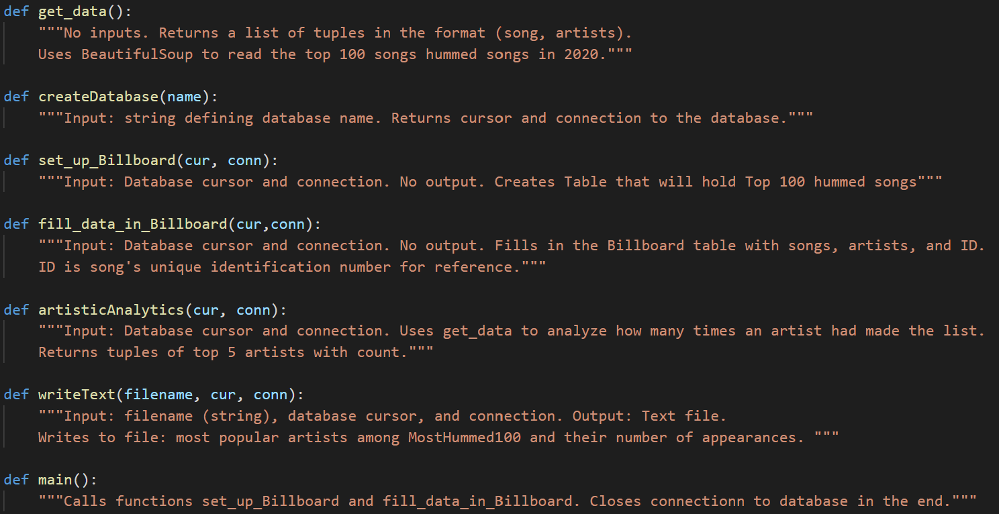 def get_data():
    """No inputs. Returns a list of tuples in the format (song, artists).
    Uses BeautifulSoup to read the top 100 songs hummed songs in 2020."""
def createDatabase(name):
    """Input: string defining database name. Returns cursor and connection to the database."""
def set_up_Billboard(cur, conn):
    """Input: Database cursor and connection. No output. Creates Table that will hold Top 100 hummed songs"""
def fill_data_in_Billboard(cur,conn):
    """Input: Database cursor and connection. No output. Fills in the Billboard table with songs, artists, and ID.
    ID is song's unique identification number for reference."""
def artisticAnalytics(cur, conn):
    """Input: Database cursor and connection. Uses get_data to analyze how many times an artist had made the list.
    Returns tuples of top 5 artists with count."""
def writeText(filename, cur, conn):
    """Input: filename (string), database cursor, and connection. Output: Text file.
    Writes to file: most popular artists among MostHummed100 and their number of appearances. """
def main():
    """Calls functions set_up_Billboard and fill_data_in_Billboard. Closes connectionn to database in the end."""